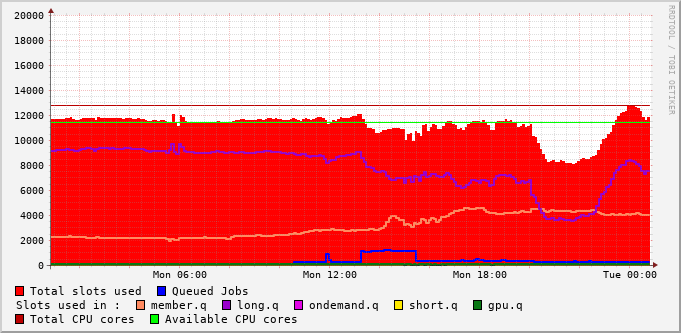 RRDTOOL / TOBI OETIKER
20000
18000
16000
14000
12000
10000
8000
6000
4000
2000
0
Mon 06:00 Mon 12:00 Mon 18:00 Tue 00:00
Total slots used Queued Jobs
Slots used in : member.q long.q ondemand.q short.q gpu.q
Total CPU cores Available CPU cores